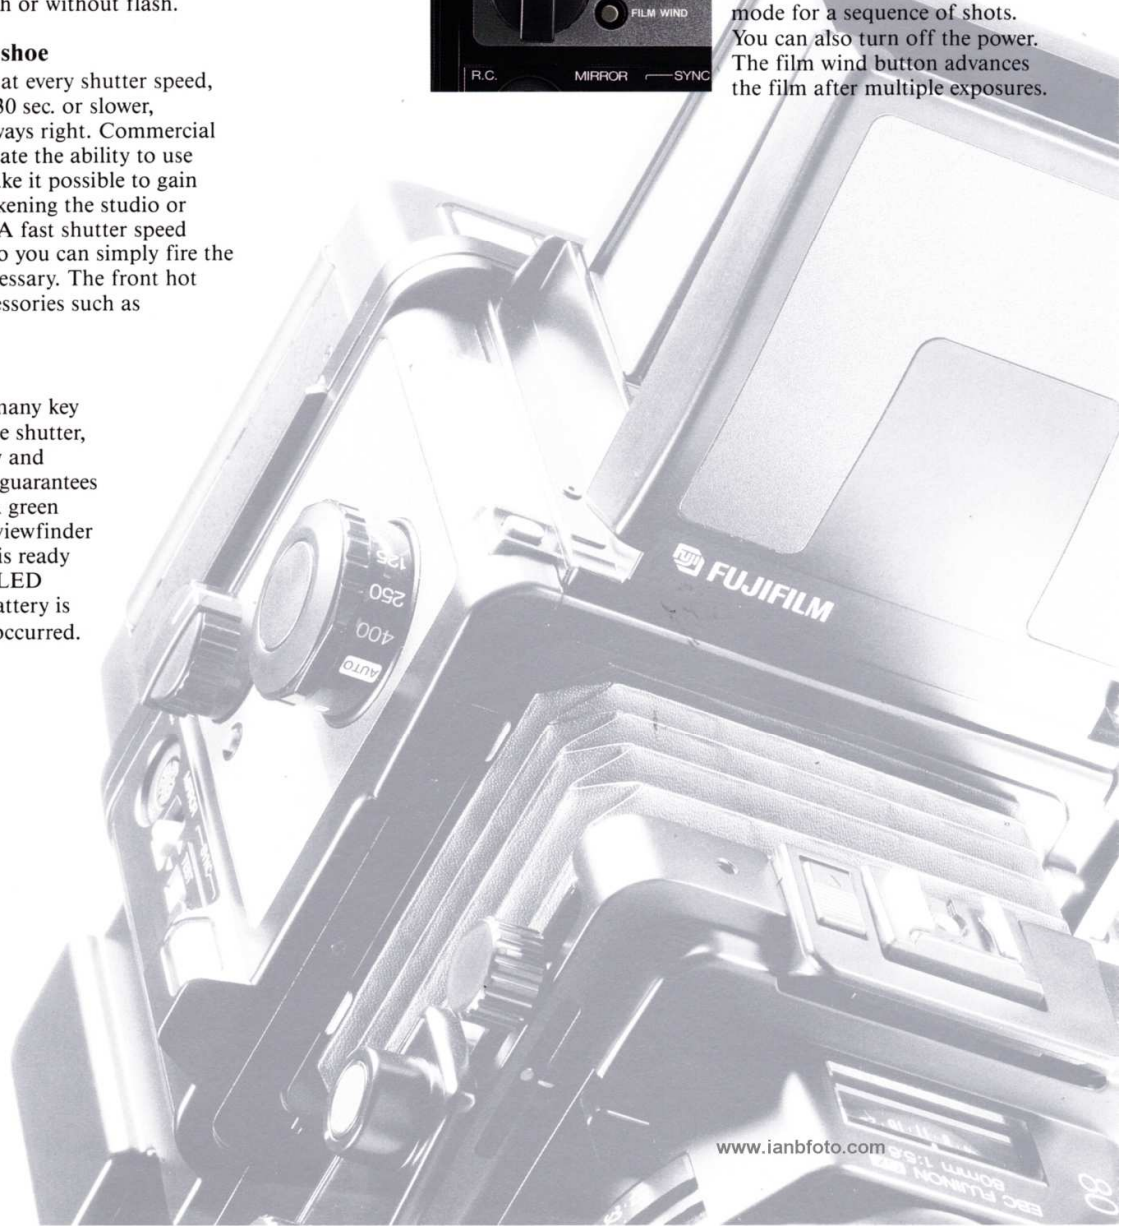 h or without flash.
shoe
at every shutter speed,
30 sec. or slower,
ways right. Commercial
ate the ability to use
ke it possible to gain
kening the studio or
A fast shutter speed
o you can simply fire the
essary. The front hot
essories such as
many key
e shutter,
y and
guarantees
green
viewfinder
is ready
LED
attery is
occurred.
FILM WIND
R.C. MIRROR SYNC
mode for a sequence of shots.
You can also turn off the power.
The film wind button advances
the film after multiple exposures.
125
250
400
AUTO
FUJIFILM
www.ianbfoto.com
EBC FUJINON
80mm 1:5.6